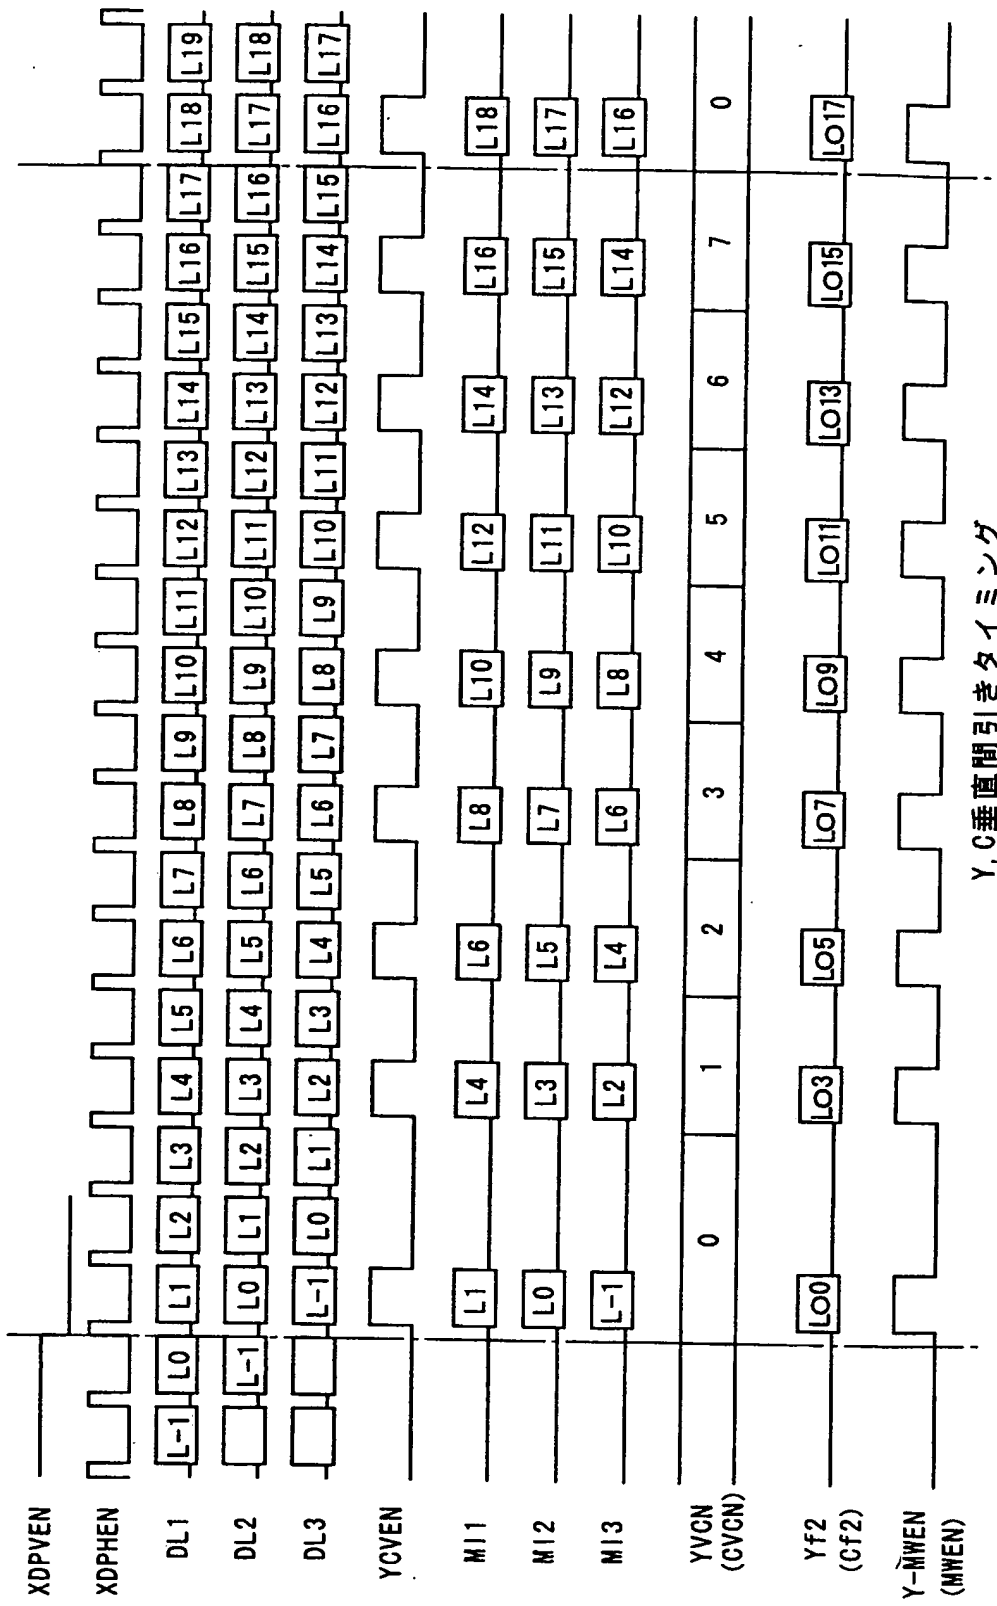 XDPVEN
XDPHEN
DL1 L-1 L0 L1 L2 L3 L4 L5 L6 L7 L8 L9 L10 L11 L12 L13 L14 L15 L16 L17 L18 L19
DL2 L-1 L0 L1 L2 L3 L4 L5 L6 L7 L8 L9 L10 L11 L12 L13 L14 L15 L16 L17 L18
DL3 L-1 L0 L1 L2 L3 L4 L5 L6 L7 L8 L9 L10 L11 L12 L13 L14 L15 L16 L17
YCVEN
MI1 L1 L4 L6 L8 L10 L12 L14 L16 L18
MI2 L0 L3 L5 L7 L9 L11 L13 L15 L17
MI3 L-1 L2 L4 L6 L8 L10 L12 L14 L16
YVCN 0 1 2 3 4 5 6 7 0
(CVCN)
Yf2 LO0 LO3 LO5 LO7 LO9 LO11 LO13 LO15 LO17
(Cf2)
Y-MWEN
(MWEN)
Y,C垂直間引きタイミング